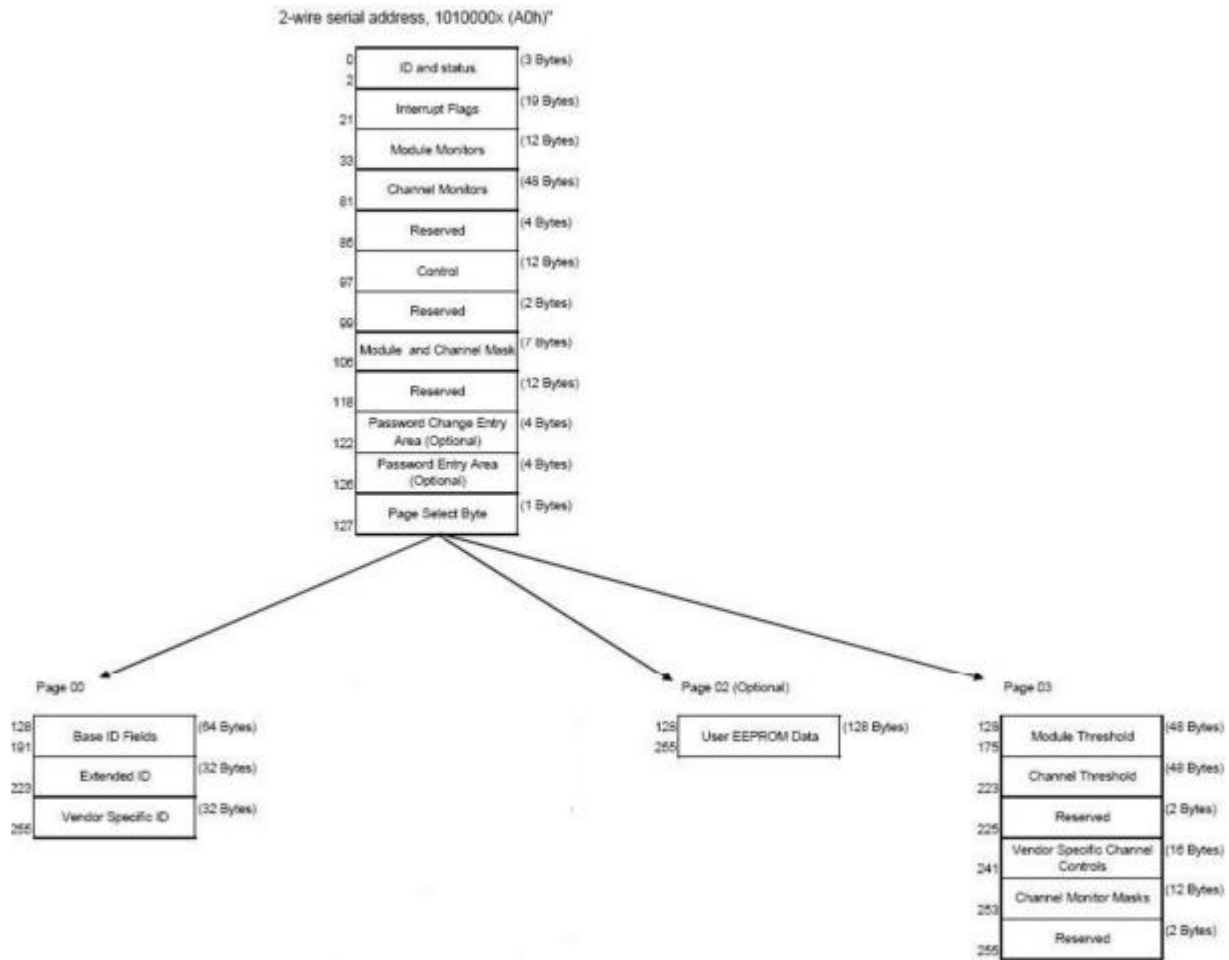 2-wire serial address, 1010000x (A0h)"
0
ID and status
(3 Bytes)
2
Interrupt Flags
(19 Bytes)
21
Module Monitors
(12 Bytes)
33
Channel Monitors
(48 Bytes)
81
Reserved
(4 Bytes)
86
Control
(12 Bytes)
97
Reserved
(2 Bytes)
99
Module and Channel Mask
(7 Bytes)
106
Reserved
(12 Bytes)
118
Password Change Entry
Area (Optional)
(4 Bytes)
122
Password Entry Area
(Optional)
(4 Bytes)
126
Page Select Byte
(1 Bytes)
127
Page 00
128
Base ID Fields
(64 Bytes)
191
Extended ID
(32 Bytes)
223
Vendor Specific ID
(32 Bytes)
255
Page 02 (Optional)
128
User EEPROM Data
(128 Bytes)
255
Page 03
128
Module Threshold
(48 Bytes)
175
Channel Threshold
(48 Bytes)
223
Reserved
(2 Bytes)
225
Vendor Specific Channel
Controls
(16 Bytes)
241
Channel Monitor Masks
(12 Bytes)
253
Reserved
(2 Bytes)
255